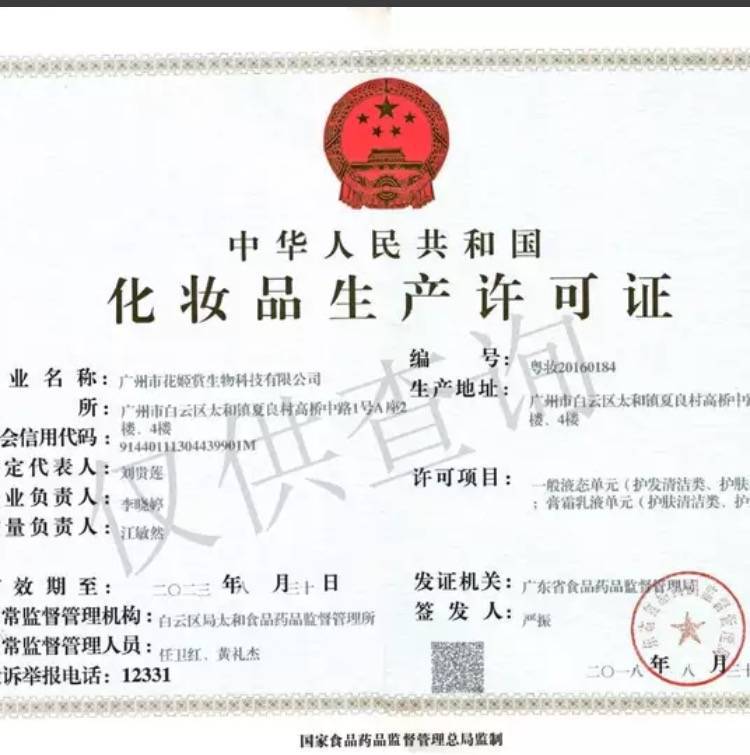 中华人民共和国
化妆品生产许可证
业名称：广州市花姬赏生物科技有限公司
所：广州市白云区太和镇夏良村高桥中路1号A座2
楼、4楼
会信用代码：91440111304439901M
定代表人：刘贵莲
业负责人：李晓婷
量负责人：江敏然
效期至：二〇二三年八月三十日
常监督管理机构：白云区局太和食品药品监督管理所
常监督管理人员：任卫红、黄礼杰
诉举报电话：12331
编号：粤妆20160184
生产地址：广州市白云区太和镇夏良村高桥中
楼、4楼
许可项目：一般液态单元（护发清洁类、护肤
；膏霜乳液单元（护肤清洁类、护
发证机关：广东省食品药品监督管理局
签发人：严振
二〇一八年八月三十
仅供查询
国家食品药品监督管理总局监制